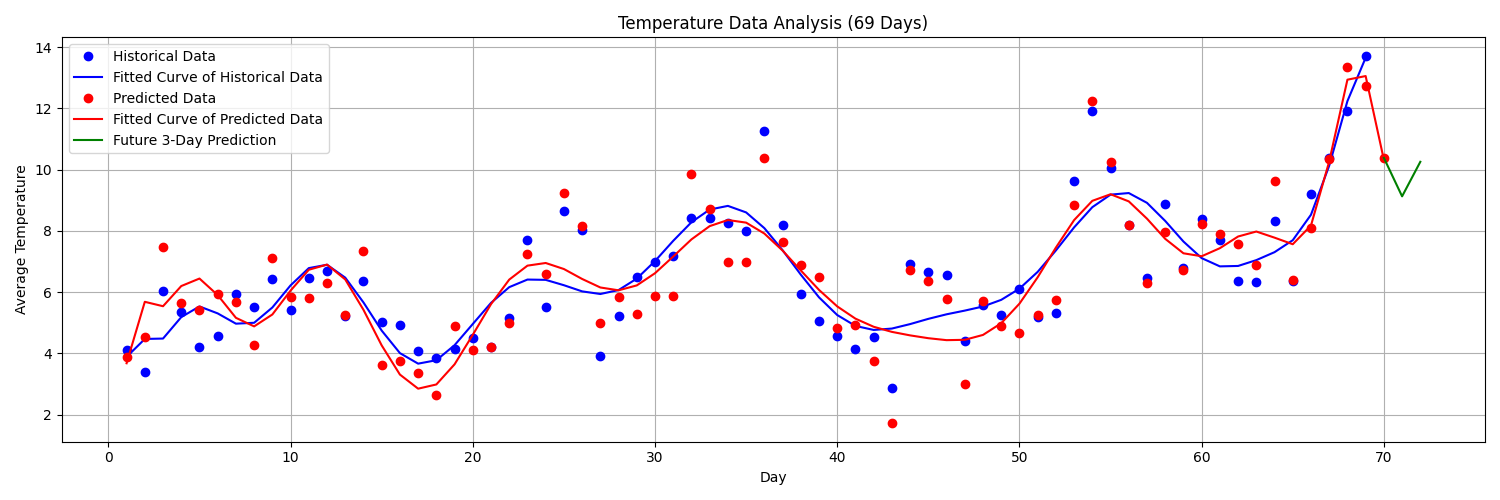 Temperature Data Analysis (69 Days)
Historical Data
Fitted Curve of Historical Data
Predicted Data
Fitted Curve of Predicted Data
Future 3-Day Prediction
Average Temperature
14
12
10
8
6
4
2
0 10 20 30 40 50 60 70
Day